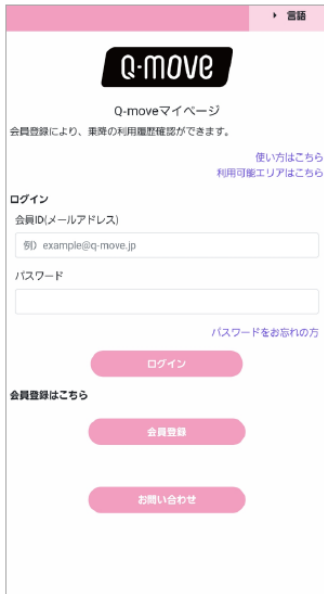 言語
Q-move
Q-moveマイページ
会員登録により、乗降の利用履歴確認ができます。
使い方はこちら
利用可能エリアはこちら
ログイン
会員ID(メールアドレス)
例）example@q-move.jp
パスワード
パスワードをお忘れの方
ログイン
会員登録はこちら
会員登録
お問い合わせ